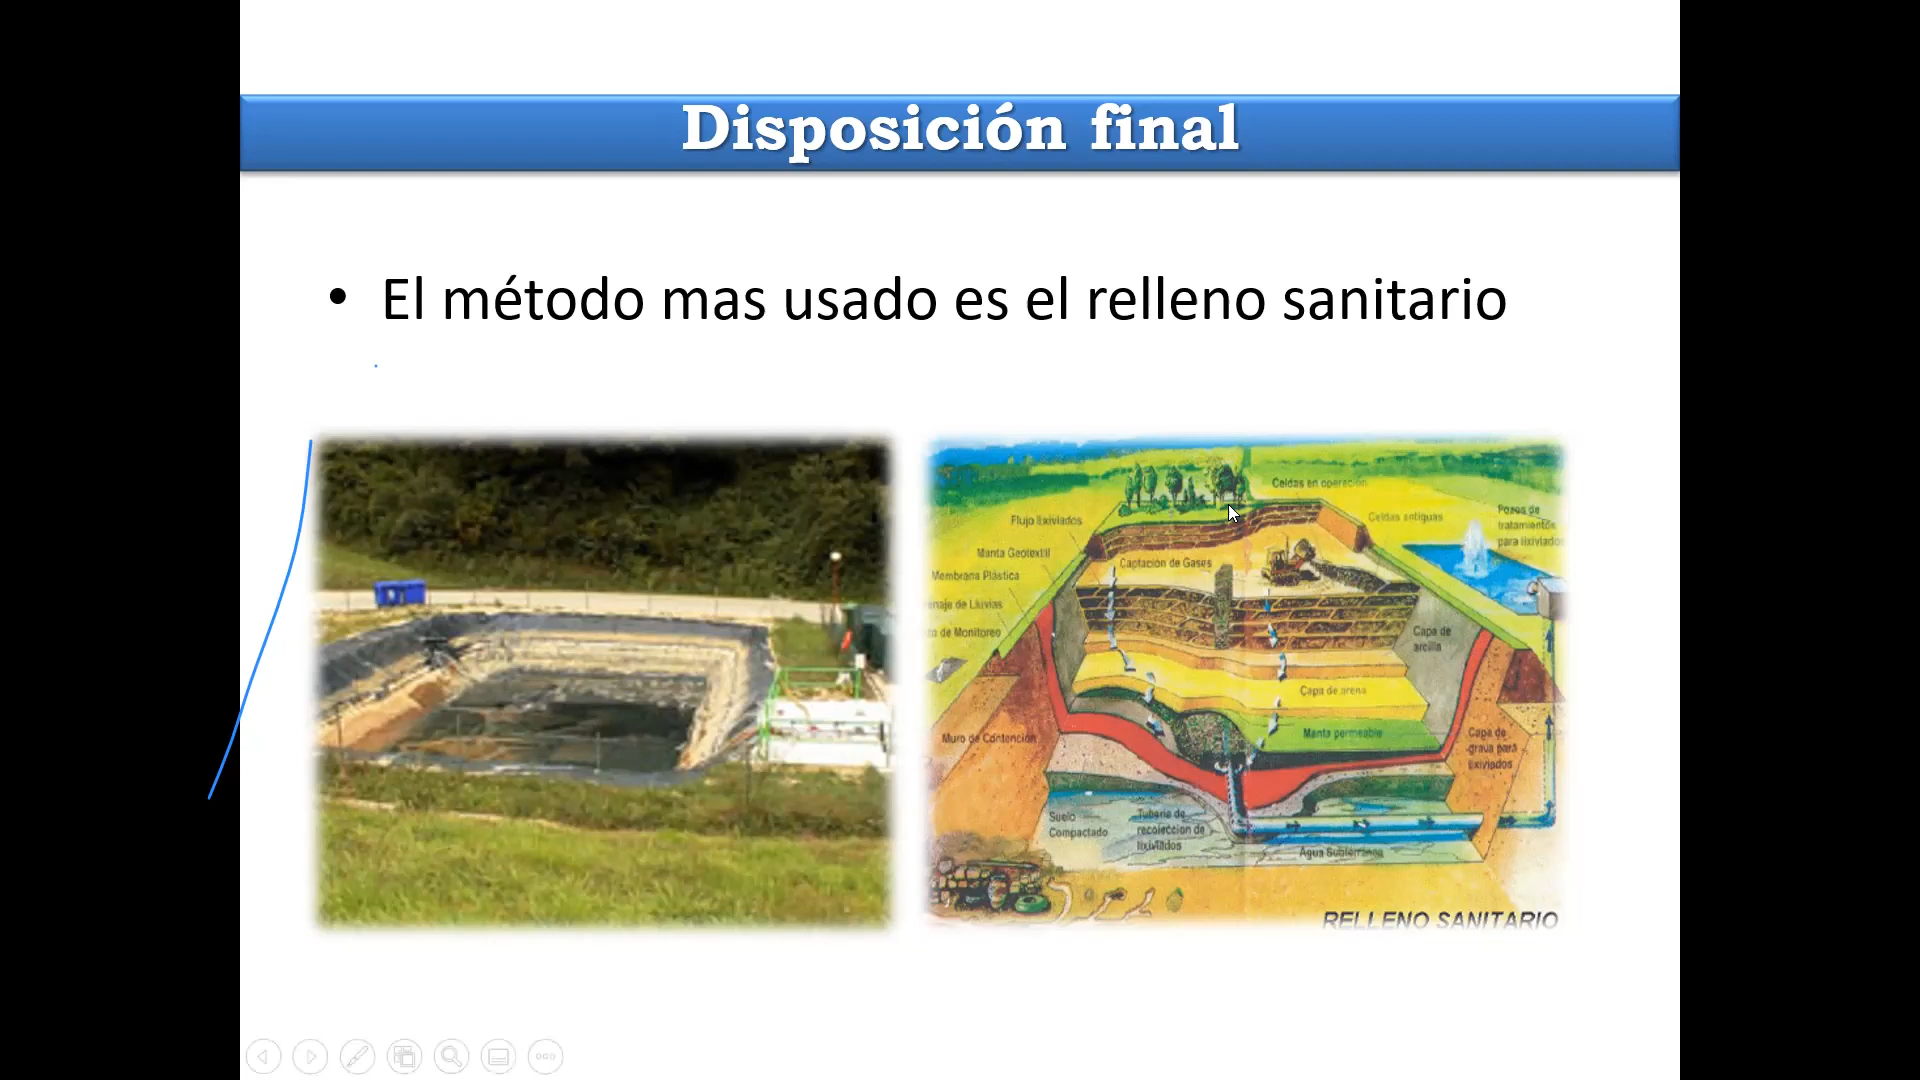 Disposición final
• El método mas usado es el relleno sanitario
Celdas en operación
Flujo lixiviados
Celdas antiguas
Pozos de
tratamientos
para lixiviados
Manta Geotextil
Captación de Gases
Membrana Plástica
enaje de Lluvias
zo de Monitoreo
Capa de
arcilla
Capa de arena
Muro de Contención
Manta permeable
Capa de
grava para
lixiviados
Suelo
Compactado
Tubería de
recolección de
lixiviados
Agua Subterránea
RELLENO SANITARIO